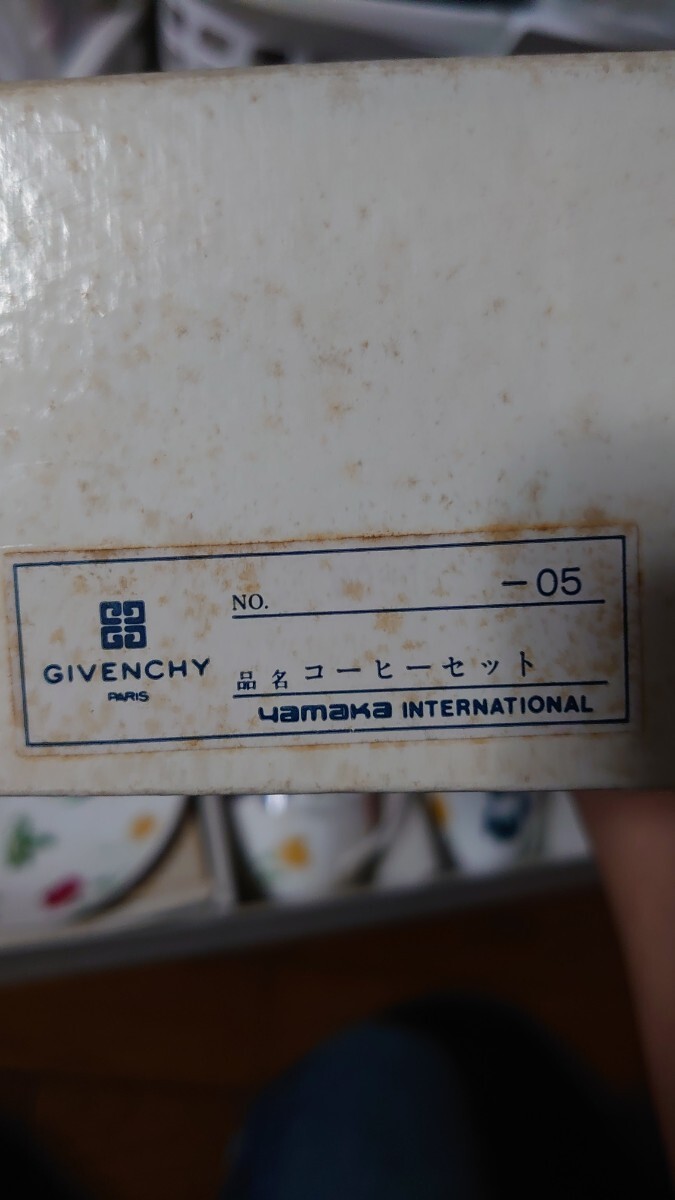 GIVENCHY
PARIS
NO. －05
品名 コーヒーセット
yamaka INTERNATIONAL